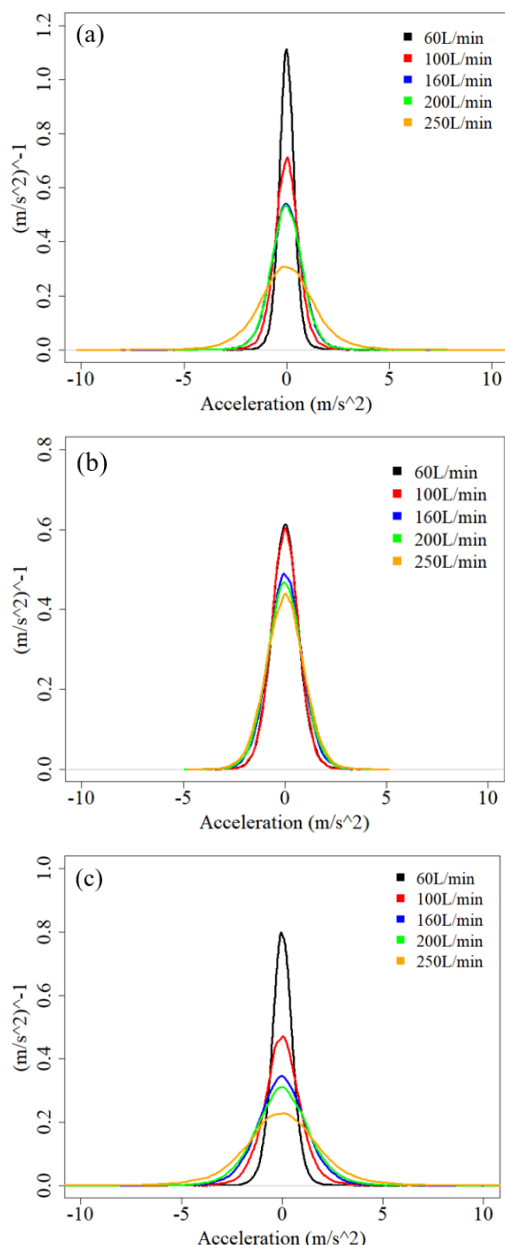 (a)
60L/min
100L/min
160L/min
200L/min
250L/min
(m/s^2)^-1
0.0 0.2 0.4 0.6 0.8 1.0 1.2
-10 -5 0 5 10
Acceleration (m/s^2)
(b)
60L/min
100L/min
160L/min
200L/min
250L/min
(m/s^2)^-1
0.0 0.2 0.4 0.6 0.8
-10 -5 0 5 10
Acceleration (m/s^2)
(c)
60L/min
100L/min
160L/min
200L/min
250L/min
(m/s^2)^-1
0.0 0.2 0.4 0.6 0.8 1.0
-10 -5 0 5 10
Acceleration (m/s^2)